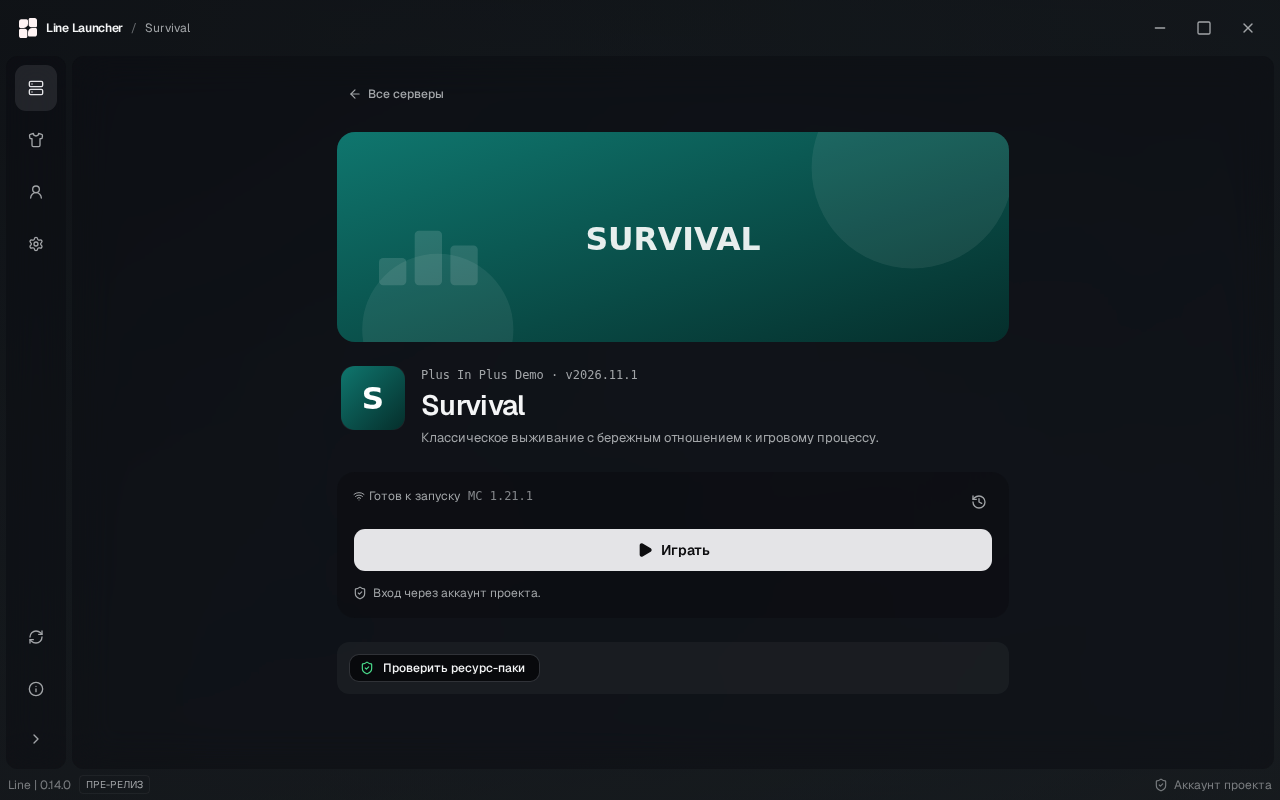 Line Launcher / Survival
Все серверы
SURVIVAL
S
Plus In Plus Demo · v2026.11.1
Survival
Классическое выживание с бережным отношением к игровому процессу.
Готов к запуску MC 1.21.1
Играть
Вход через аккаунт проекта.
Проверить ресурс-паки
Line | 0.14.0 ПРЕ-РЕЛИЗ
Аккаунт проекта